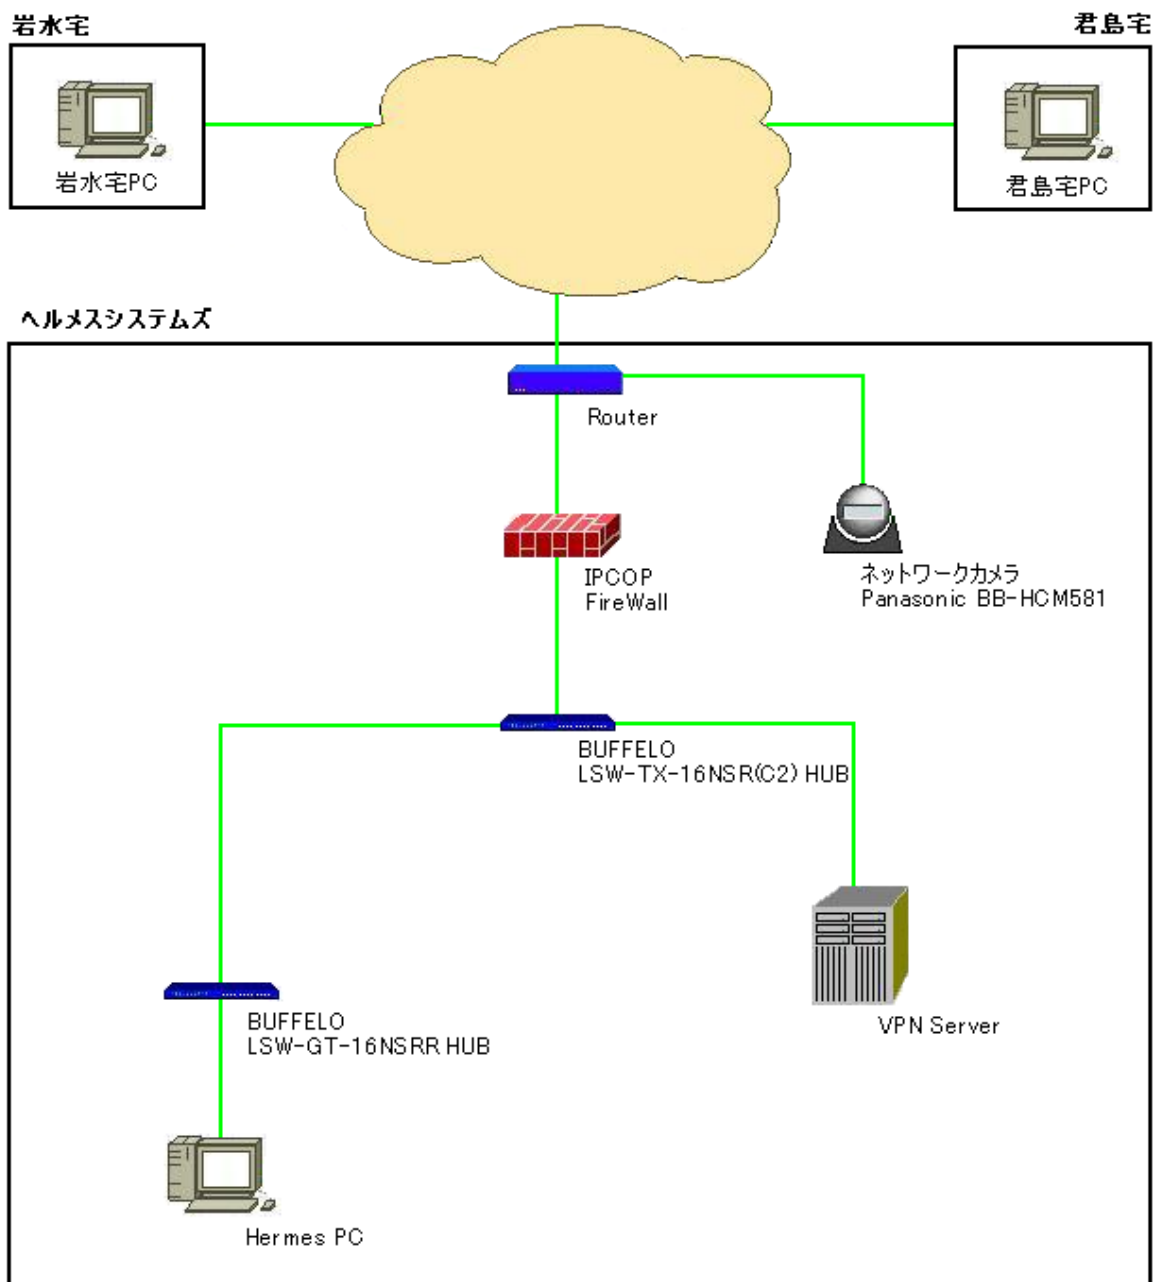 岩水宅
君島宅
岩水宅PC
君島宅PC
ヘルメスシステムズ
Router
IPCOP
FireWall
ネットワークカメラ
Panasonic BB-HCM581
BUFFELO
LSW-TX-16NSR(C2) HUB
BUFFELO
LSW-GT-16NSRR HUB
VPN Server
Hermes PC